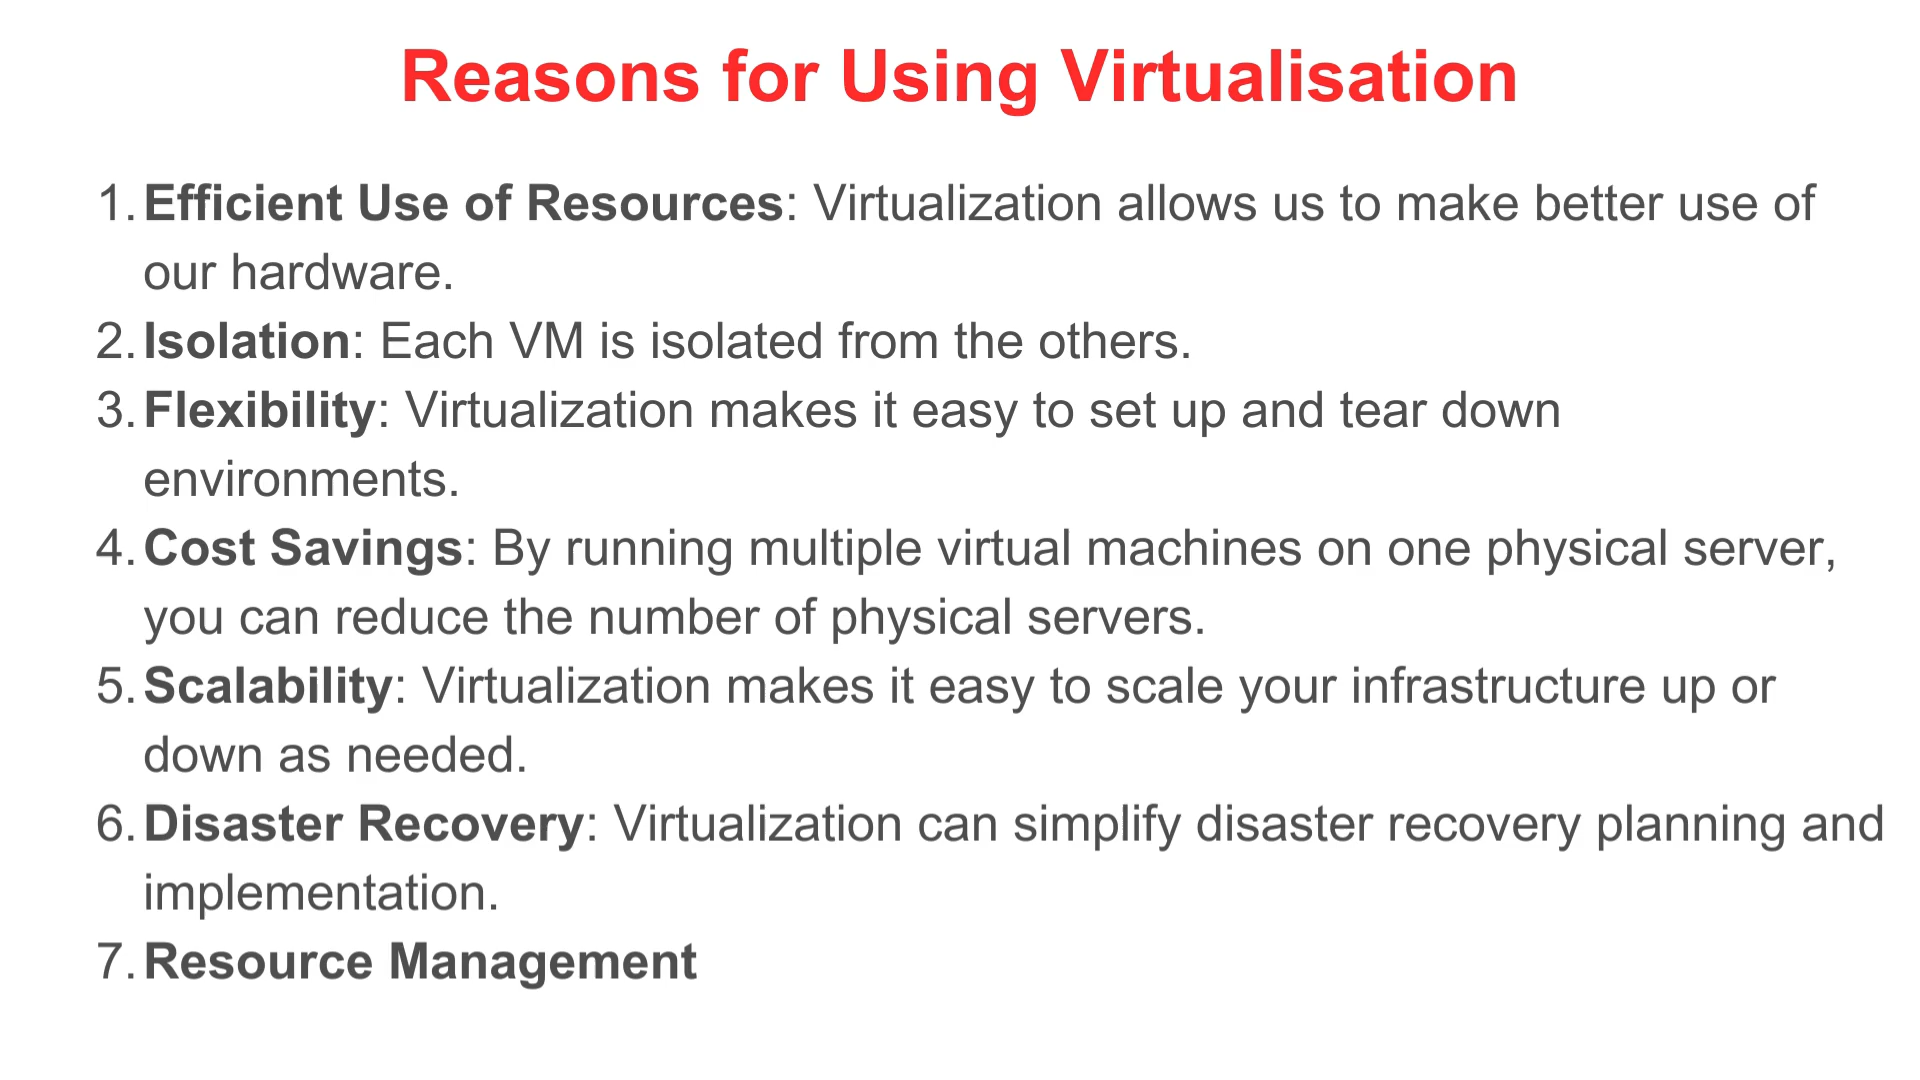 Reasons for Using Virtualisation
1. Efficient Use of Resources: Virtualization allows us to make better use of
our hardware.
2. Isolation: Each VM is isolated from the others.
3. Flexibility: Virtualization makes it easy to set up and tear down
environments.
4. Cost Savings: By running multiple virtual machines on one physical server,
you can reduce the number of physical servers.
5. Scalability: Virtualization makes it easy to scale your infrastructure up or
down as needed.
6. Disaster Recovery: Virtualization can simplify disaster recovery planning and
implementation.
7. Resource Management